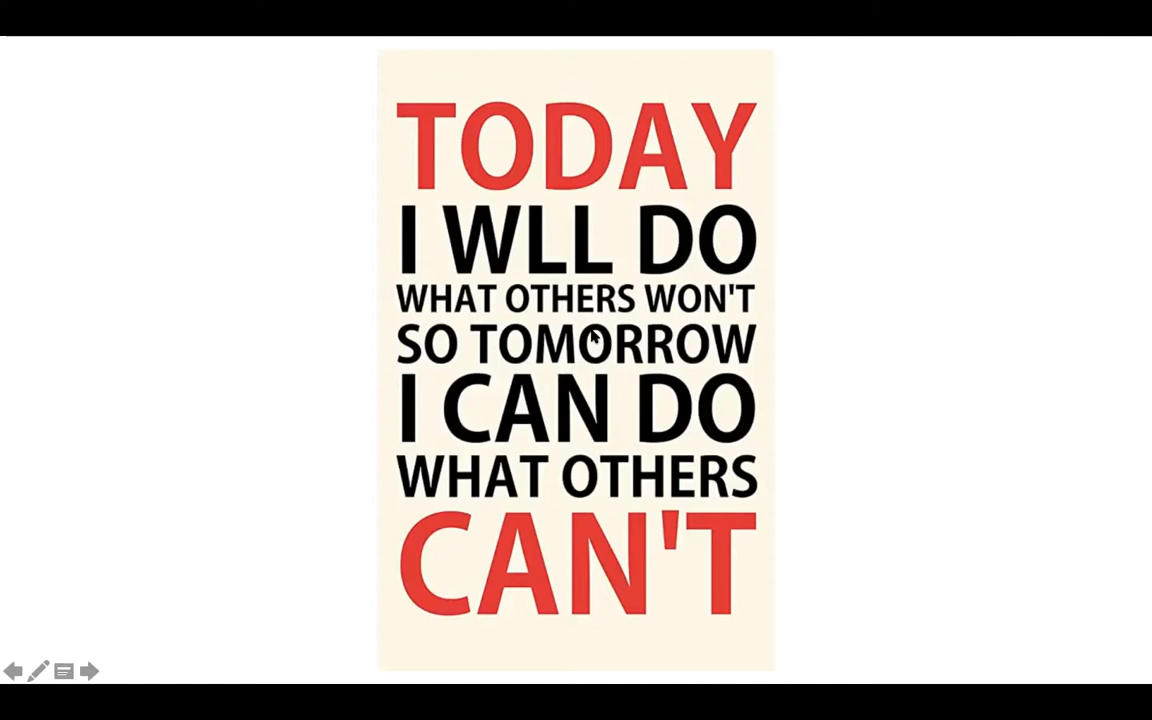 TODAY
I WLL DO
WHAT OTHERS WON'T
SO TOMORROW
I CAN DO
WHAT OTHERS
CAN'T